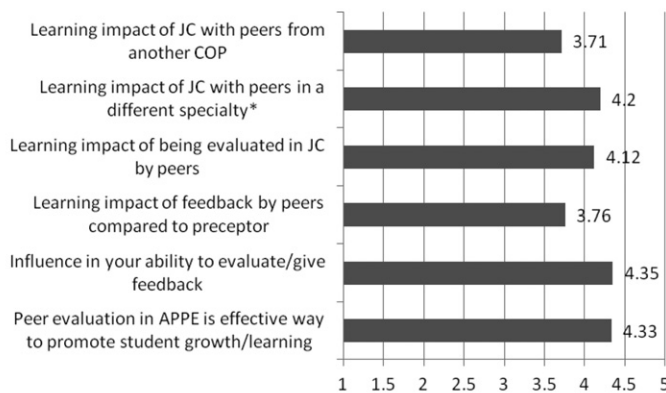 Learning impact of JC with peers from
another COP
3.71
Learning impact of JC with peers in a
different specialty*
4.2
Learning impact of being evaluated in JC
by peers
4.12
Learning impact of feedback by peers
compared to preceptor
3.76
Influence in your ability to evaluate/give
feedback
4.35
Peer evaluation in APPE is effective way
to promote student growth/learning
4.33
1 1.5 2 2.5 3 3.5 4 4.5 5